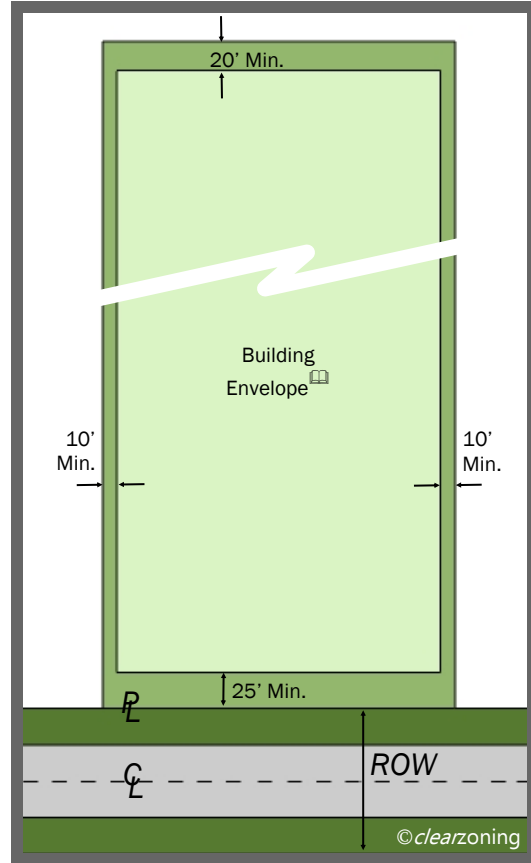 20’ Min.
Building
Envelope
10’
Min.
10’
Min.
25’ Min.
PL
CL
ROW
©clearzoning